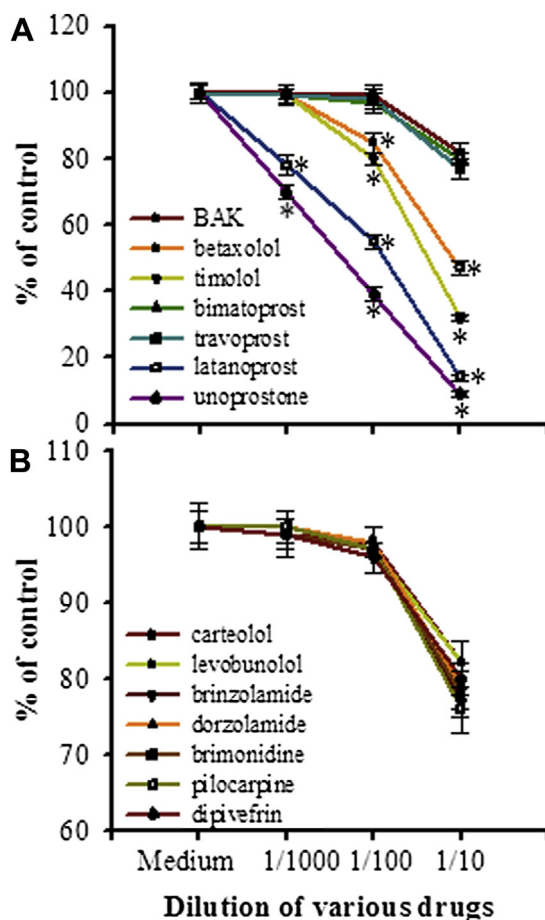 A
120
100
80
60
40
20
0
% of control
BAK
betaxolol
timolol
bimatoprost
travoprost
latanoprost
unoprostone
*
*
*
*
*
*
*
*
*
*
*
*
B
110
100
90
80
70
60
% of control
carteolol
levobunolol
brinzolamide
dorzolamide
brimonidine
pilocarpine
dipivefrin
Medium 1/1000 1/100 1/10
Dilution of various drugs